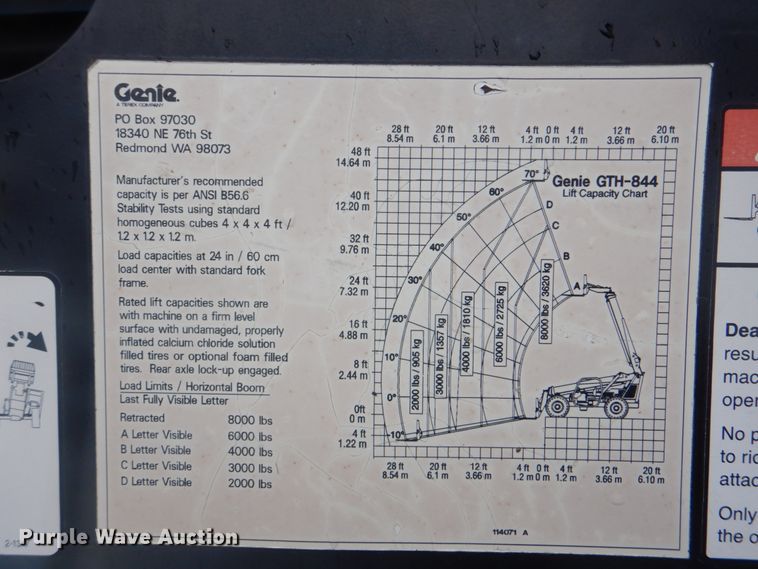 Genie
A TEREX COMPANY
PO Box 97030
18340 NE 76th St
Redmond WA 98073
Manufacturer's recommended
capacity is per ANSI B56.6
Stability Tests using standard
homogeneous cubes 4 x 4 x 4 ft /
1.2 x 1.2 x 1.2 m.
Load capacities at 24 in / 60 cm
load center with standard fork
frame.
Rated lift capacities shown are
with machine on a firm level
surface with undamaged, properly
inflated calcium chloride solution
filled tires or optional foam filled
tires. Rear axle lock-up engaged.
Load Limits / Horizontal Boom
Last Fully Visible Letter
Retracted 8000 lbs
A Letter Visible 6000 lbs
B Letter Visible 4000 lbs
C Letter Visible 3000 lbs
D Letter Visible 2000 lbs
28 ft 20 ft 12 ft 4 ft 0 ft 4 ft 12 ft 20 ft
8.54 m 6.1 m 3.66 m 1.2 m 0 m 1.2 m 3.66 m 6.10 m
48 ft
14.64 m
40 ft
12.20 m
32 ft
9.76 m
24 ft
7.32 m
16 ft
4.88 m
8 ft
2.44 m
0ft
0 m
4 ft
1.22 m
Genie GTH-844
Lift Capacity Chart
70°
60°
50°
40°
30°
20°
10°
0°
-10°
D
C
B
A
2000 lbs / 905 kg
3000 lbs / 1357 kg
4000 lbs / 1810 kg
6000 lbs / 2725 kg
8000 lbs / 3620 kg
28 ft 20 ft 12 ft 4 ft 0 ft 4 ft 12 ft 20 ft
8.54 m 6.1 m 3.66 m 1.2 m 0 m 1.2 m 3.66 m 6.10 m
114071 A
Dea
resu
mac
oper
No p
to ric
attac
Only
the o
Purple Wave Auction